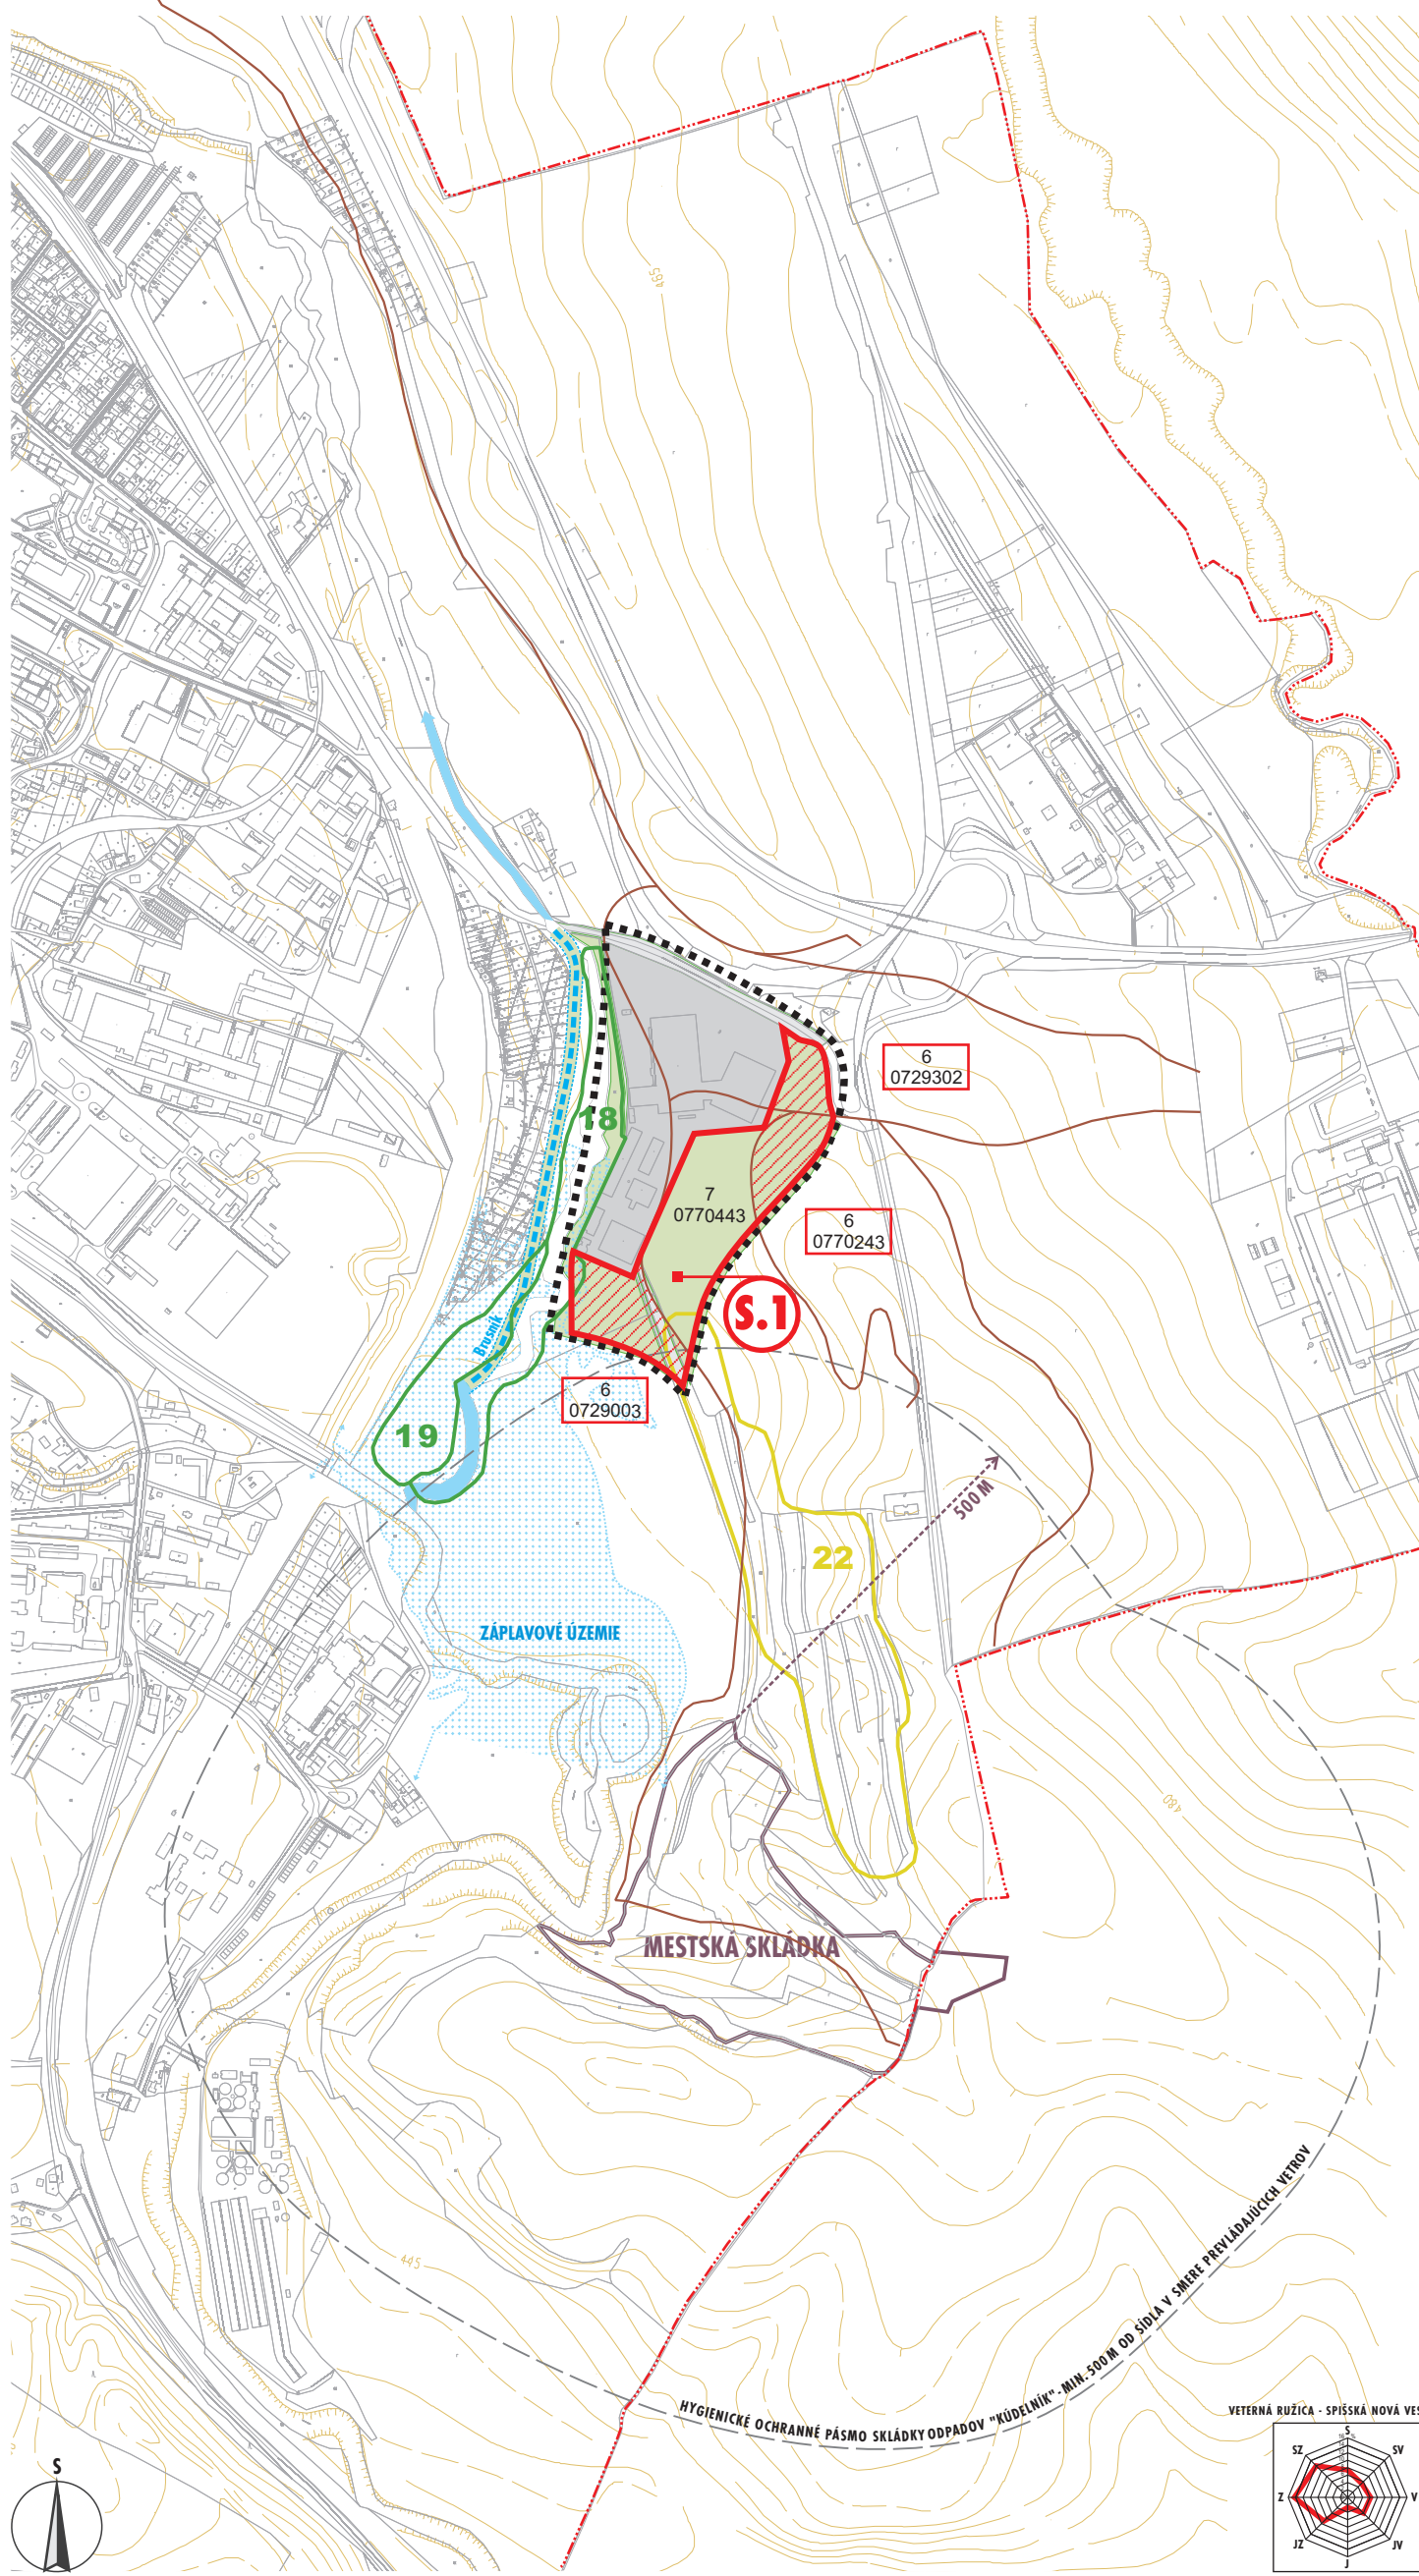 465
6
0729302
18
7
0770443
6
0770243
S.1
Brusník
6
0729003
19
500 M
22
ZÁPLAVOVÉ ÚZEMIE
480
MESTSKÁ SKLÁDKA
445
HYGIENICKÉ OCHRANNÉ PÁSMO SKLÁDKY ODPADOV "KÚDELNÍK" - MIN. 500 M OD SÍDLA V SMERE PREVLÁDAJÚCICH VETROV
VETERNÁ RUŽICA - SPIŠSKÁ NOVÁ VES
S
SZ
SV
Z
V
JZ
JV
J
S